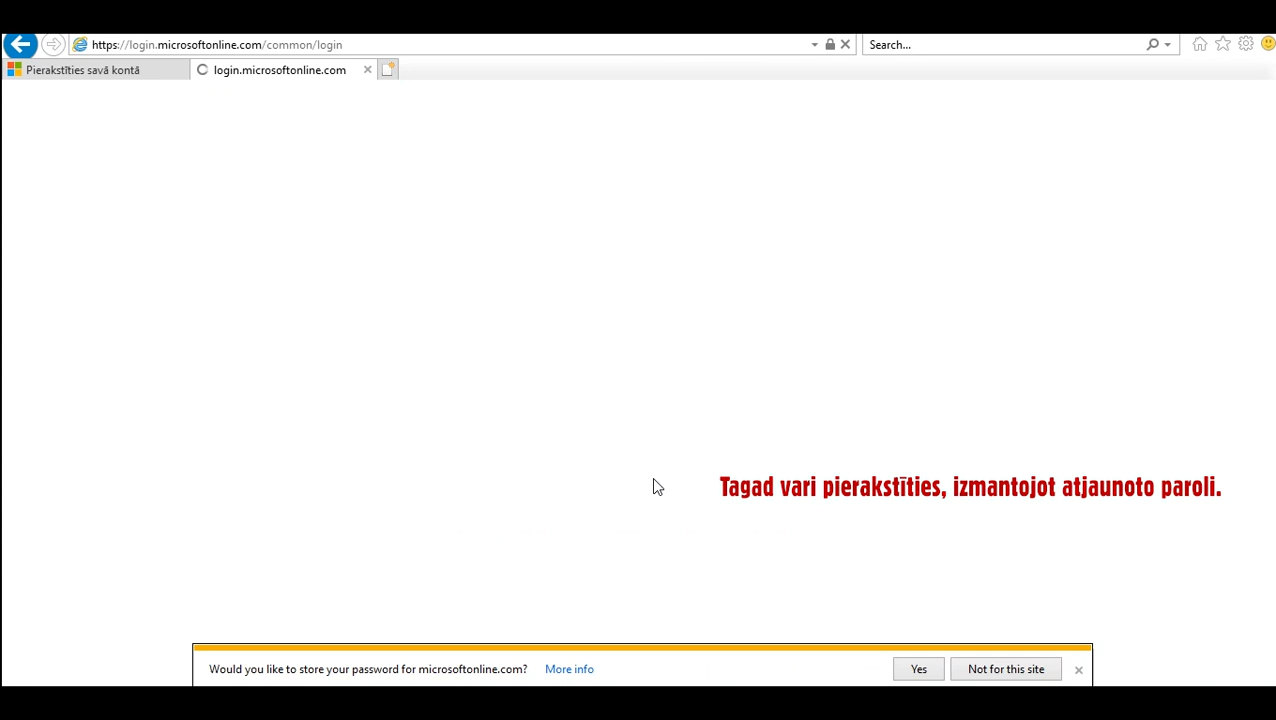 https://login.microsoftonline.com/common/login
Search...
Pierakstīties savā kontā
login.microsoftonline.com
Tagad vari pierakstīties, izmantojot atjaunoto paroli.
Would you like to store your password for microsoftonline.com? More info
Yes
Not for this site